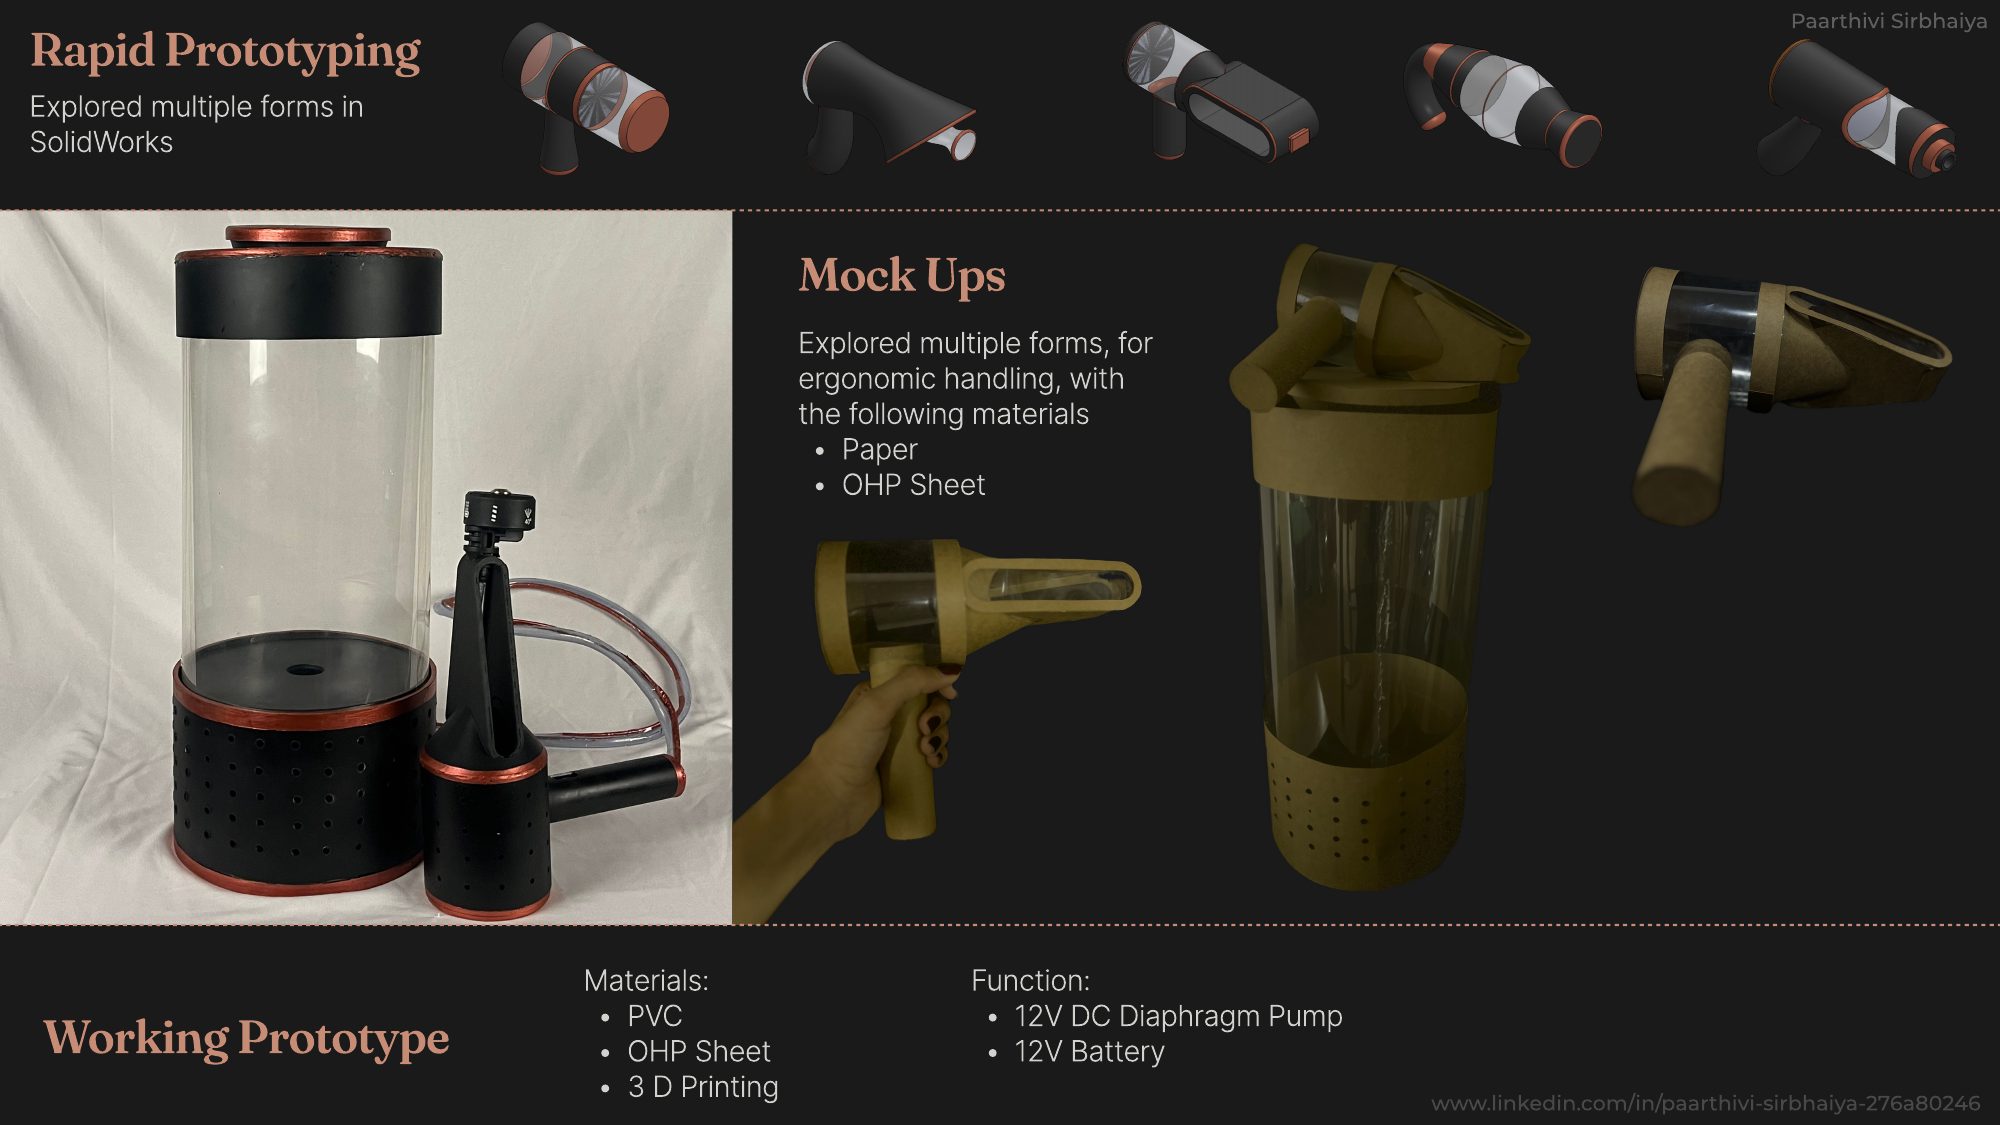 Paarthivi Sirbhaiya
Rapid Prototyping
Explored multiple forms in
SolidWorks
Mock Ups
Explored multiple forms, for
ergonomic handling, with
the following materials
• Paper
• OHP Sheet
Working Prototype
Materials:
• PVC
• OHP Sheet
• 3 D Printing
Function:
• 12V DC Diaphragm Pump
• 12V Battery
www.linkedin.com/in/paarthivi-sirbhaiya-276a80246